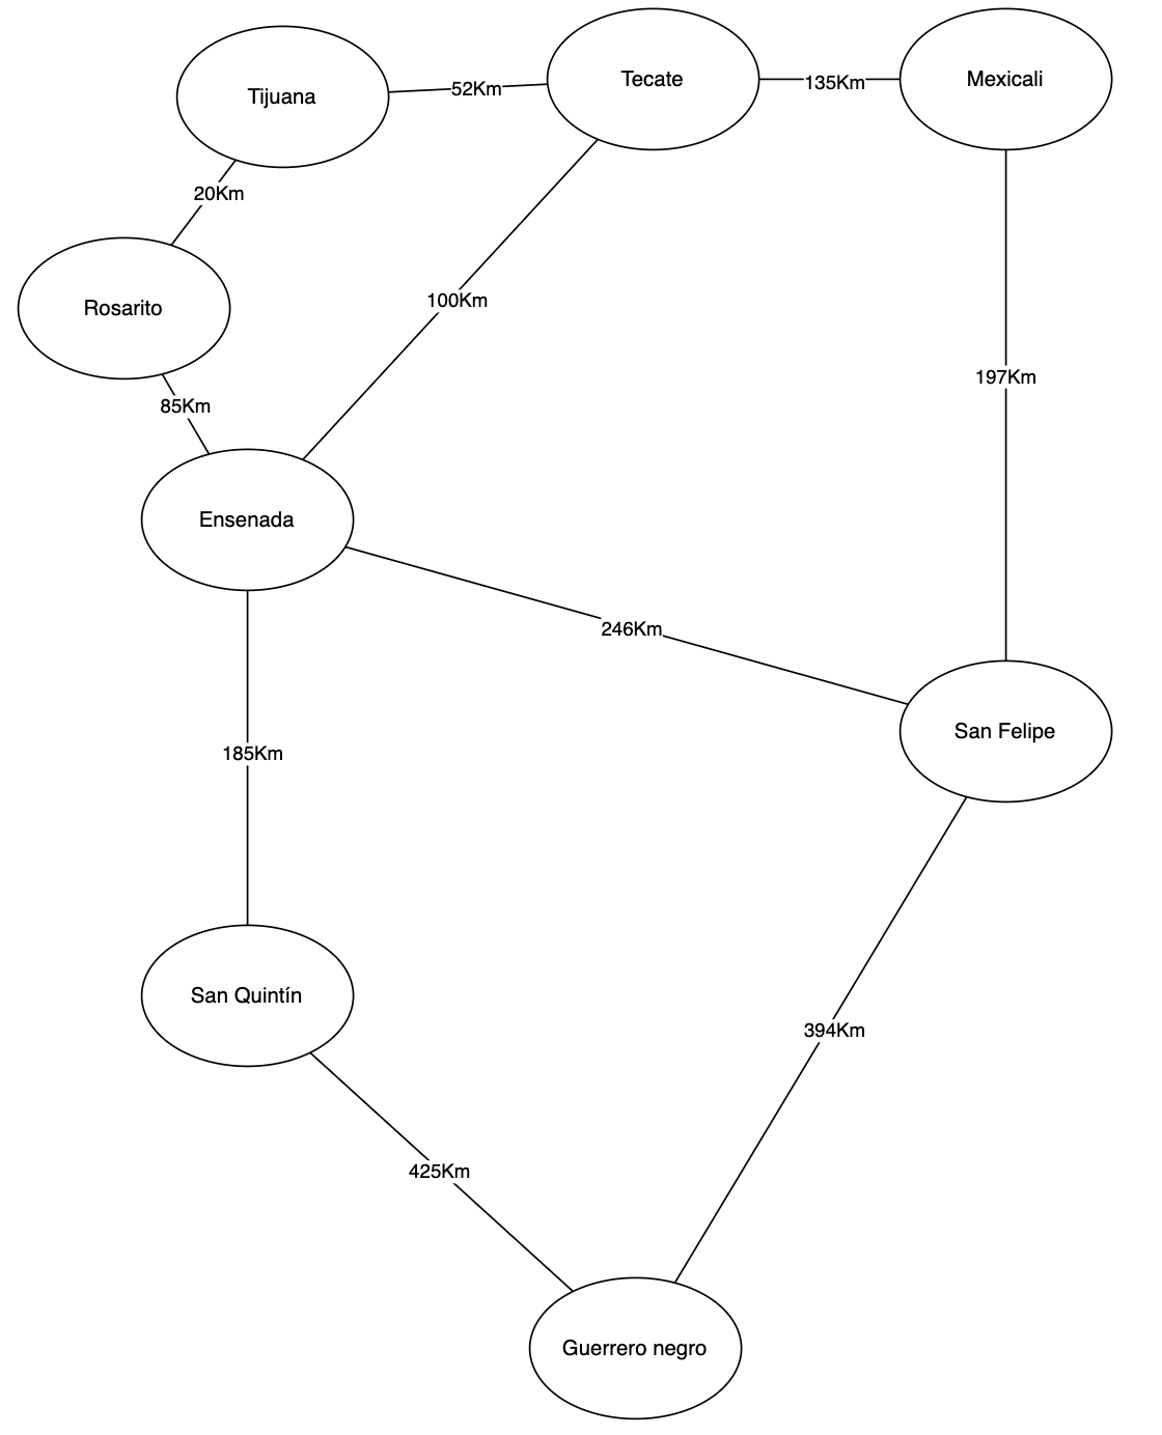 Tijuana
52Km
Tecate
135Km
Mexicali
20Km
Rosarito
100Km
197Km
85Km
Ensenada
246Km
185Km
San Felipe
San Quintín
394Km
425Km
Guerrero negro